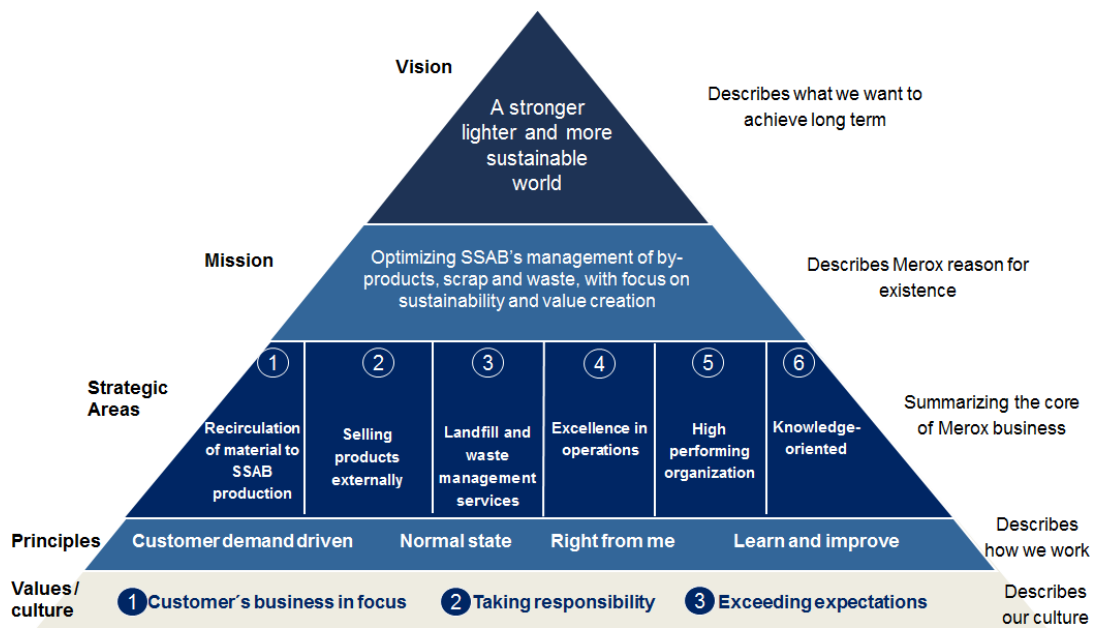 Vision
A stronger
lighter and more
sustainable
world
Describes what we want to
achieve long term
Mission
Optimizing SSAB's management of by-
products, scrap and waste, with focus on
sustainability and value creation
Describes Merox reason for
existence
Strategic
Areas
1
Recirculation
of material to
SSAB
production
2
Selling
products
externally
3
Landfill and
waste
management
services
4
Excellence in
operations
5
High
performing
organization
6
Knowledge-
oriented
Summarizing the core
of Merox business
Principles
Customer demand driven
Normal state
Right from me
Learn and improve
Describes
how we work
Values/
culture
1 Customer´s business in focus
2 Taking responsibility
3 Exceeding expectations
Describes
our culture